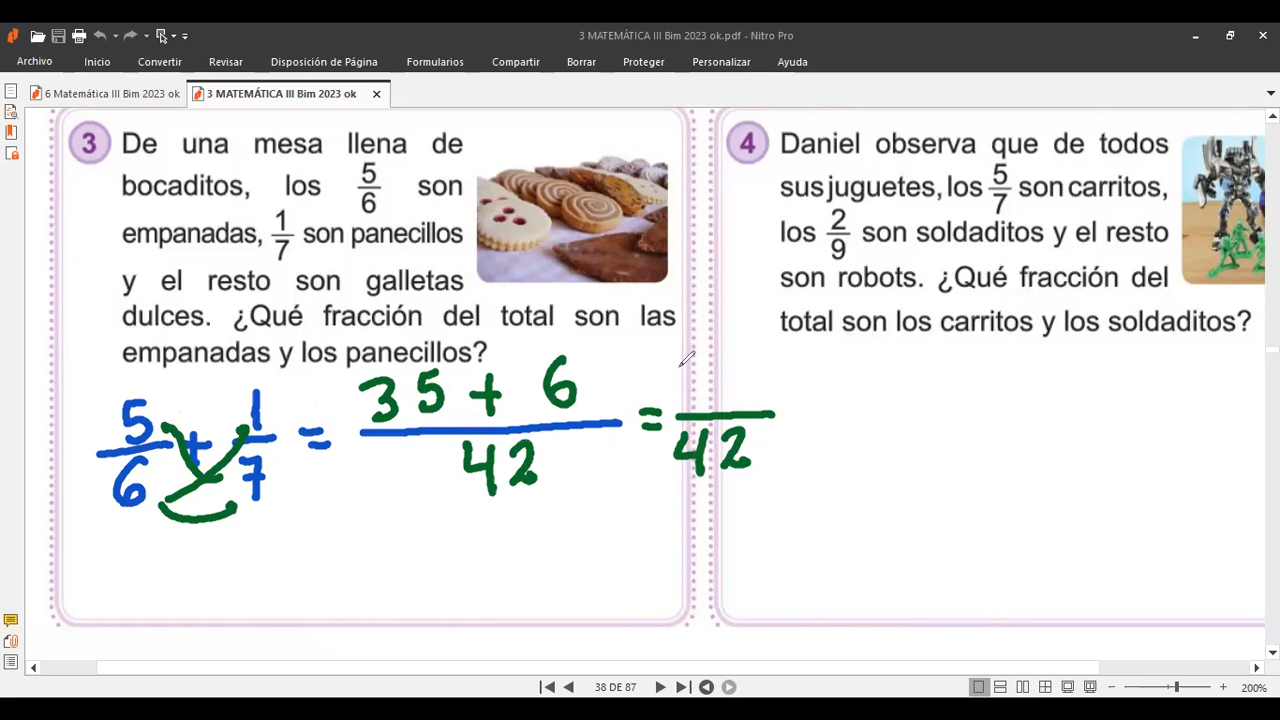 3 MATEMÁTICA III Bim 2023 ok.pdf - Nitro Pro
Archivo Inicio Convertir Revisar Disposición de Página Formularios Compartir Borrar Proteger Personalizar Ayuda
6 Matemática III Bim 2023 ok 3 MATEMÁTICA III Bim 2023 ok
3 De una mesa llena de
bocaditos, los 5/6 son
empanadas, 1/7 son panecillos
y el resto son galletas
dulces. ¿Qué fracción del total son las
empanadas y los panecillos?
5/6 + 1/7 = 35 + 6/42 = /42
4 Daniel observa que de todos
sus juguetes, los 5/7 son carritos,
los 2/9 son soldaditos y el resto
son robots. ¿Qué fracción del
total son los carritos y los soldaditos?
38 DE 87
200%